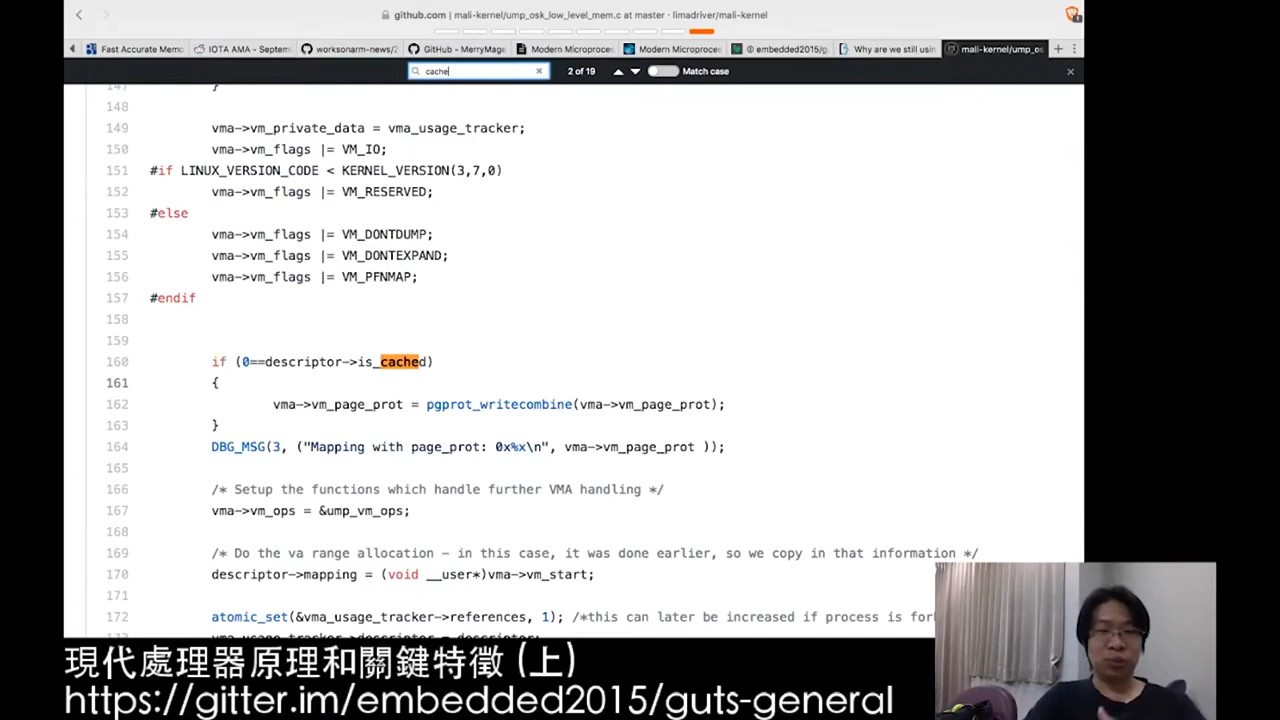 github.com | mali-kernel/ump_osk_low_level_mem.c at master · limadriver/mali-kernel
Fast Accurate Memo
IOTA AMA - Septem
worksonarm-news/2
GitHub - MerryMage
Modern Microproces
Modern Microproce
embedded2015/g
Why are we still usin
mali-kernel/ump_os
cache
2 of 19
Match case
147 }
148
149 vma->vm_private_data = vma_usage_tracker;
150 vma->vm_flags |= VM_IO;
151 #if LINUX_VERSION_CODE < KERNEL_VERSION(3,7,0)
152 vma->vm_flags |= VM_RESERVED;
153 #else
154 vma->vm_flags |= VM_DONTDUMP;
155 vma->vm_flags |= VM_DONTEXPAND;
156 vma->vm_flags |= VM_PFNMAP;
157 #endif
158
159
160 if (0==descriptor->is_cached)
161 {
162 vma->vm_page_prot = pgprot_writecombine(vma->vm_page_prot);
163 }
164 DBG_MSG(3, ("Mapping with page_prot: 0x%x\n", vma->vm_page_prot ));
165
166 /* Setup the functions which handle further VMA handling */
167 vma->vm_ops = &ump_vm_ops;
168
169 /* Do the va range allocation - in this case, it was done earlier, so we copy in that information */
170 descriptor->mapping = (void __user*)vma->vm_start;
171
172 atomic_set(&vma_usage_tracker->references, 1); /*this can later be increased if process is for
173 vma_usage_tracker->descriptor = descriptor;
現代處理器原理和關鍵特徵 (上)
https://gitter.im/embedded2015/guts-general